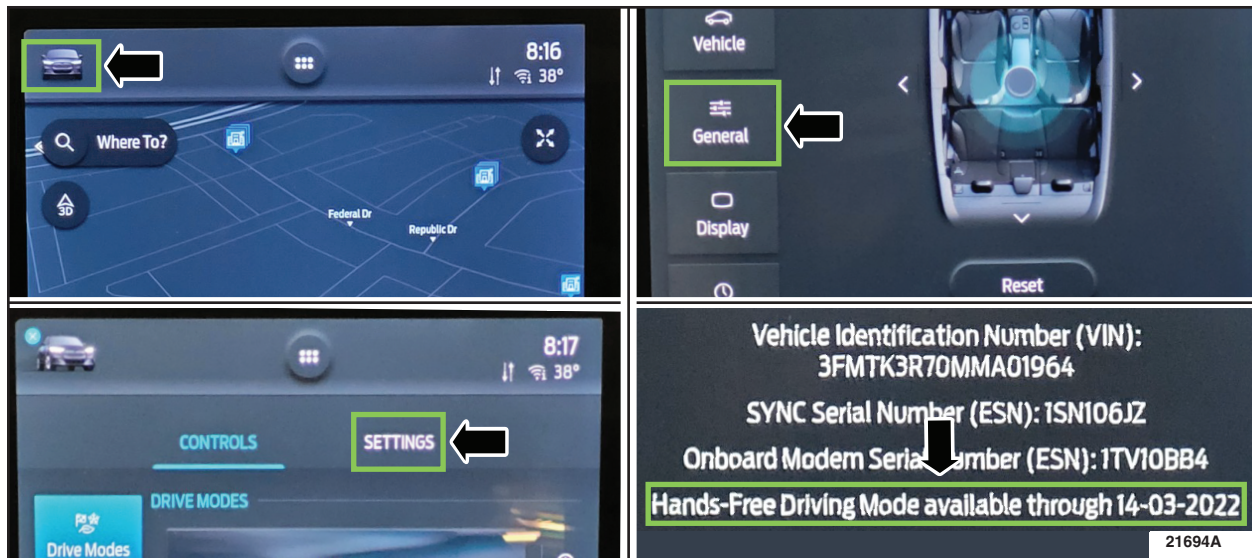 8:16
38°
Where To?
3D
Federal Dr
Republic Dr
Vehicle
General
Display
Reset
8:17
38°
CONTROLS
SETTINGS
DRIVE MODES
Drive Modes
Vehicle Identification Number (VIN):
3FMTK3R70MMA01964
SYNC Serial Number (ESN): 1SN106JZ
Onboard Modem Serial Number (ESN): 1TV10BB4
Hands-Free Driving Mode available through 14-03-2022
21694A